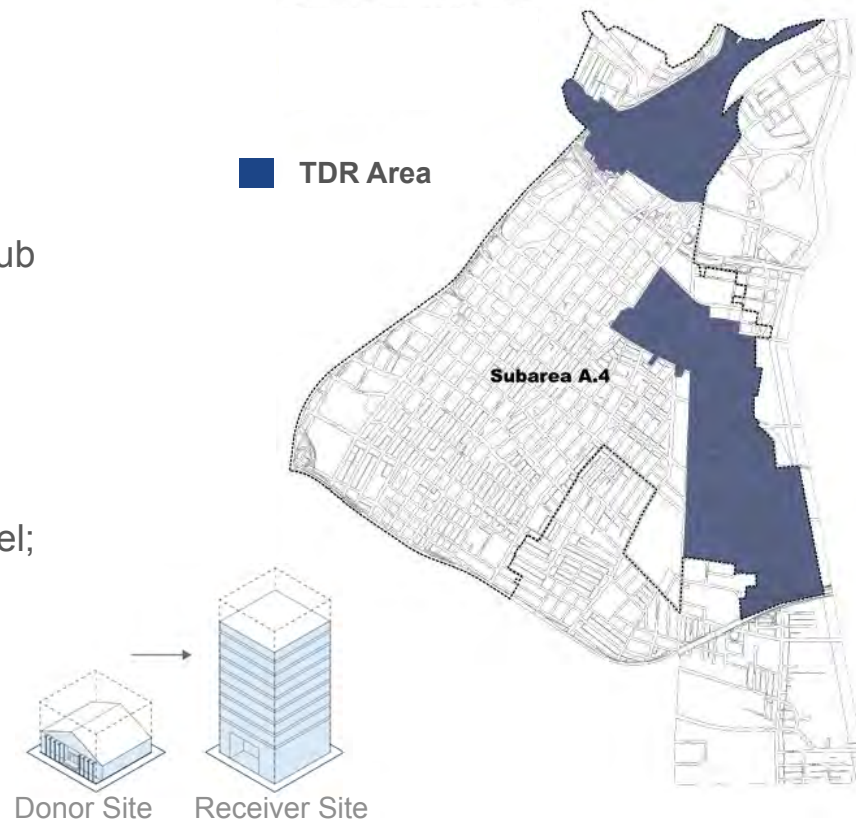 TDR Area
ub
Subarea A.4
el;
Donor Site
Receiver Site